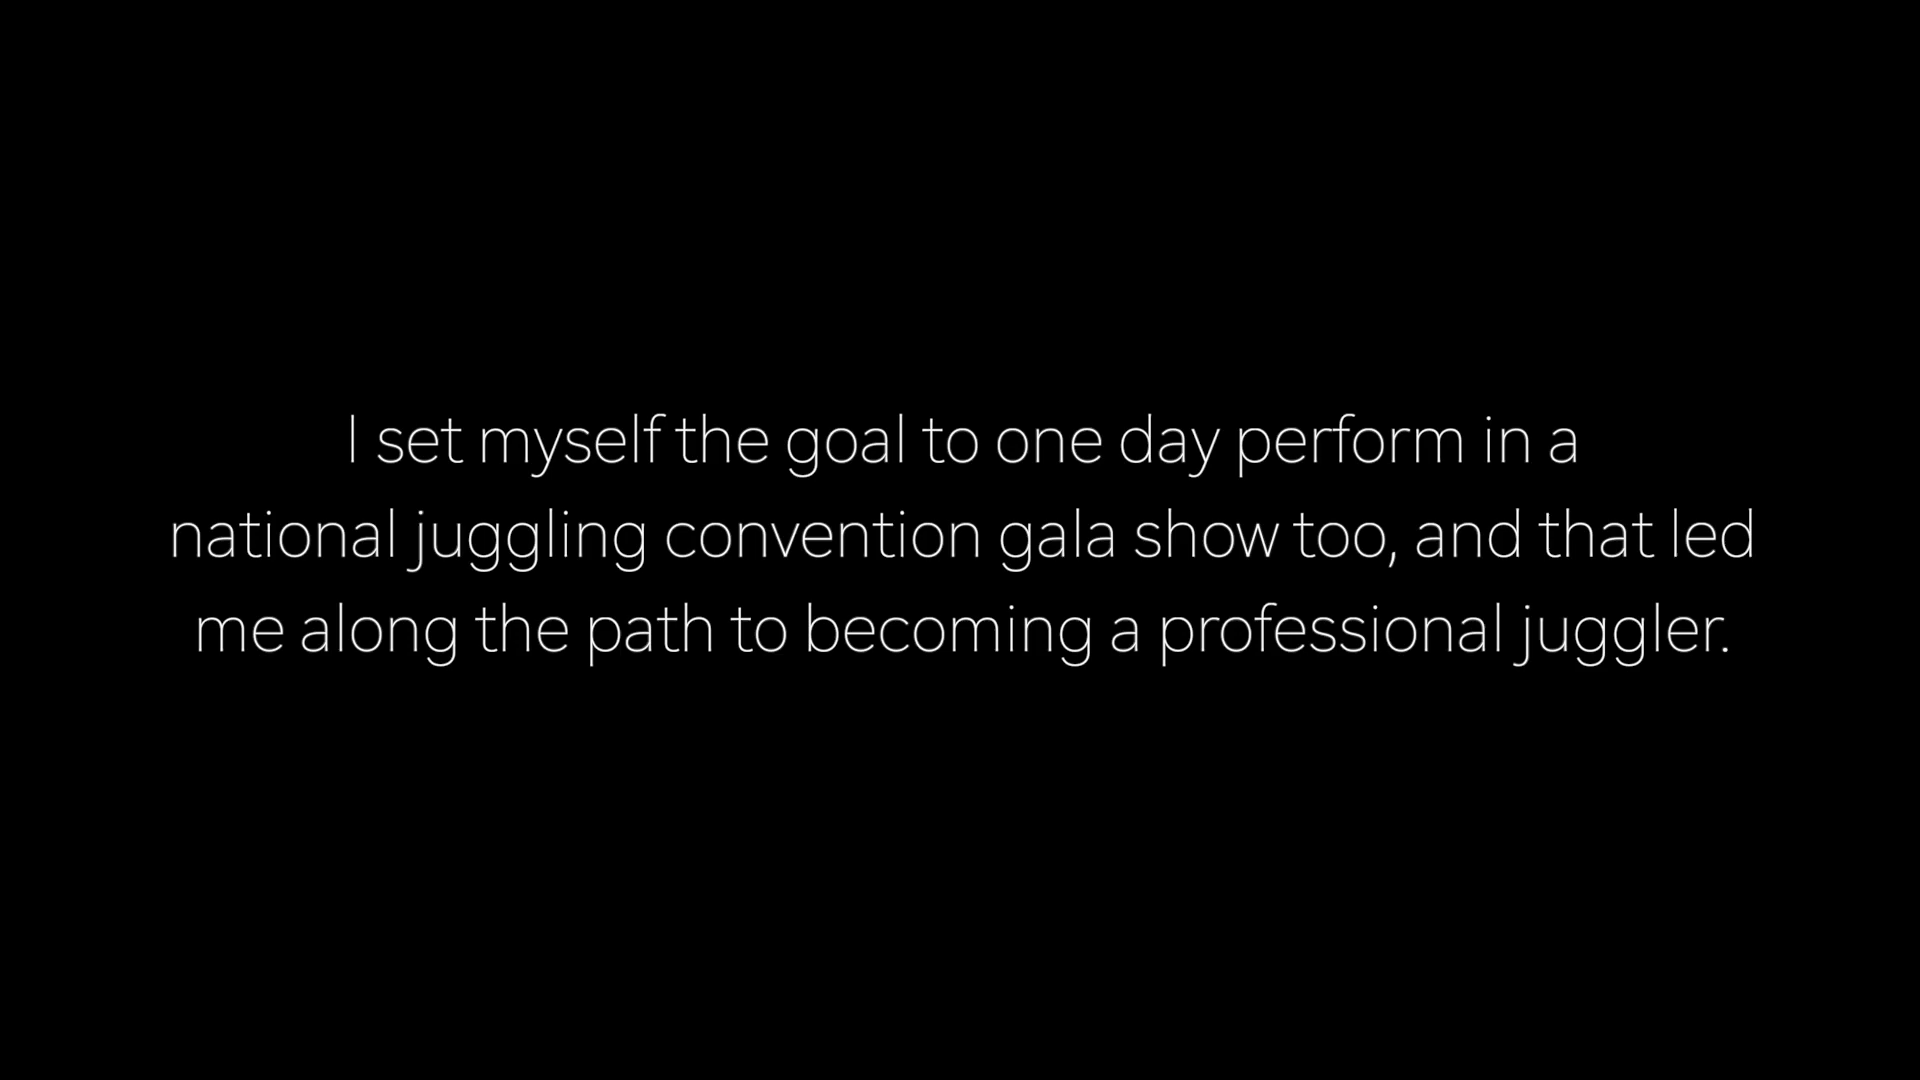 I set myself the goal to one day perform in a
national juggling convention gala show too, and that led
me along the path to becoming a professional juggler.